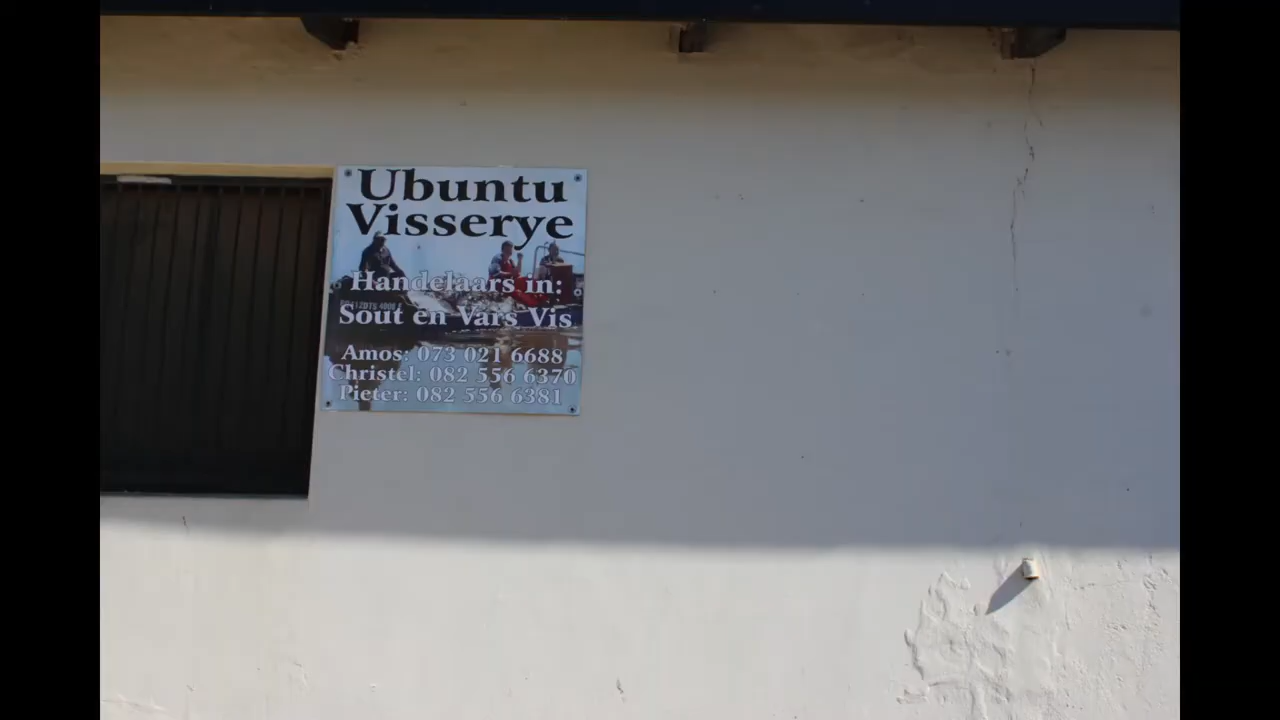 Ubuntu
Visserye
Handelaars in:
Sout en Vars Vis.
Amos: 073 021 6688
Christel: 082 556 6370
Pieter: 082 556 6381